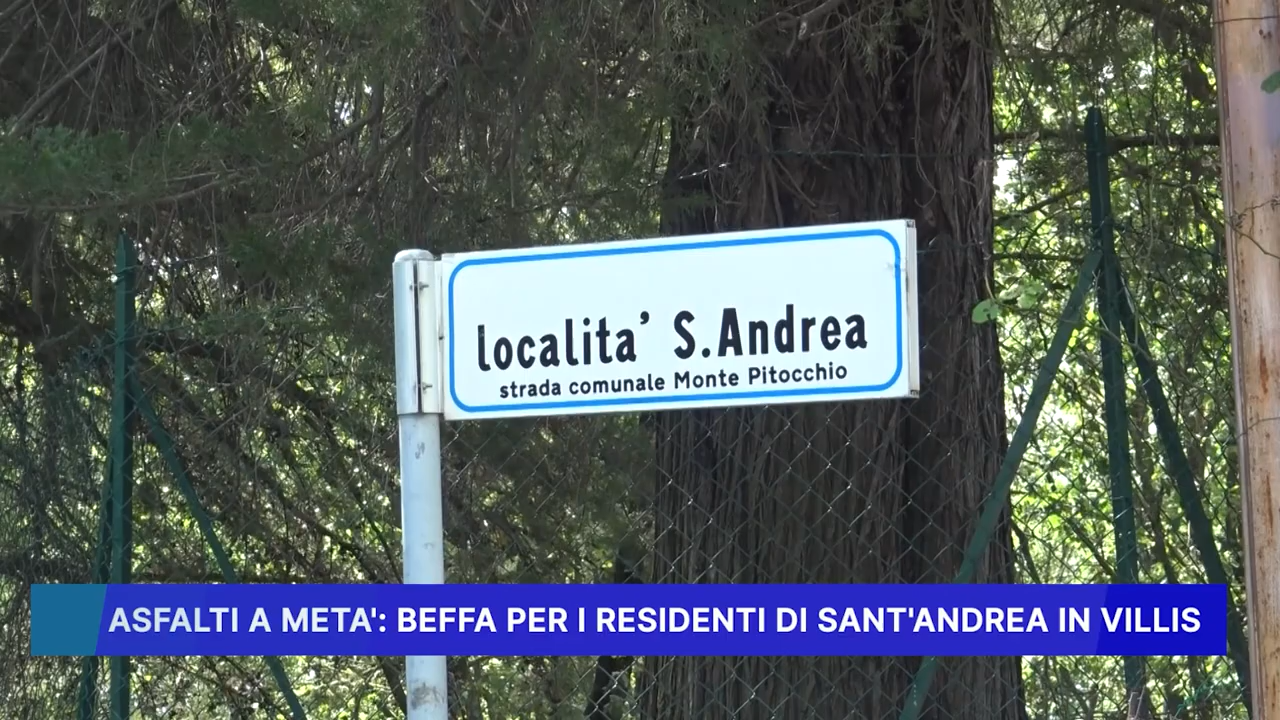 localita' S.Andrea
strada comunale Monte Pitocchio
ASFALTI A META': BEFFA PER I RESIDENTI DI SANT'ANDREA IN VILLIS